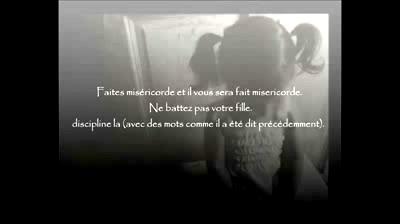 Faites miséricorde et il vous sera fait misericorde.
Ne battez pas votre fille.
discipline la (avec des mots comme il a été dit précédemment).